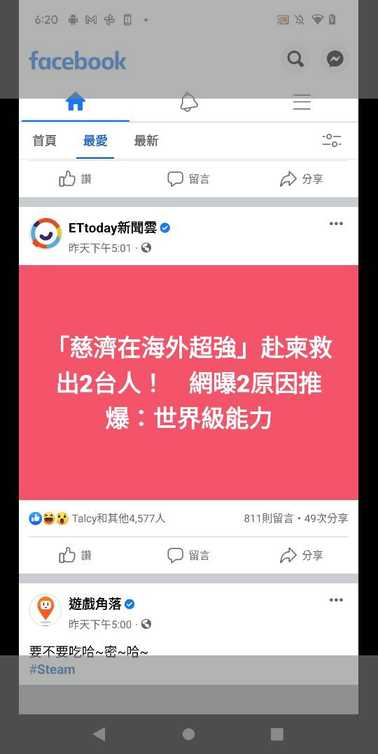 6:20
facebook
首頁 最愛 最新
讚 留言 分享
ETtoday新聞雲
昨天下午5:01
「慈濟在海外超強」赴柬救
出2台人! 網曝2原因推
爆:世界級能力
Talcy和其他4,577人 811則留言・49次分享
讚 留言 分享
遊戲角落
昨天下午5:00
要不要吃哈~密~哈~
#Steam